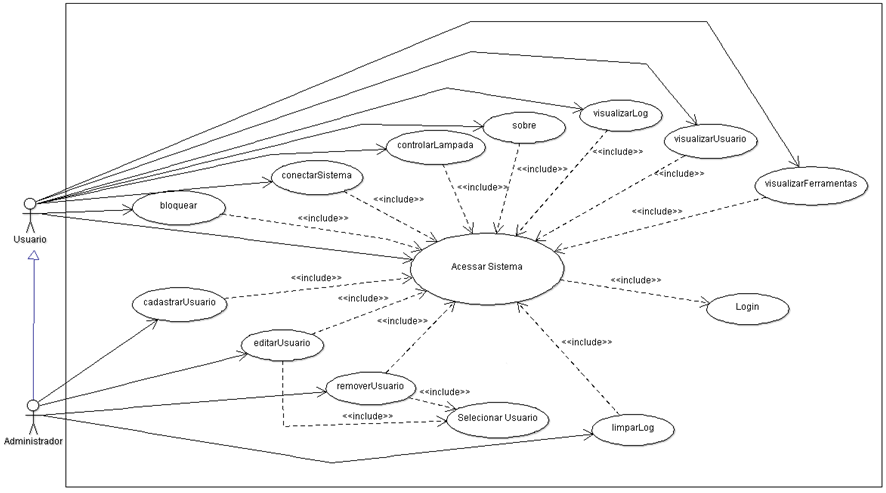 visualizarLog
sobre
<<include>>
visualizarUsuario
controlarLampada
<<include>>
conectarSistema
<<include>>
<<include>>
visualizarFerramentas
bloquear
<<include>>
<<include>>
<<include>>
Usuario
Acessar Sistema
<<include>>
<<include>>
cadastrarUsuario
<<include>>
Login
<<include>>
editarUsuario
<<include>>
removerUsuario
<<include>>
<<include>>
Selecionar Usuario
limparLog
Administrador